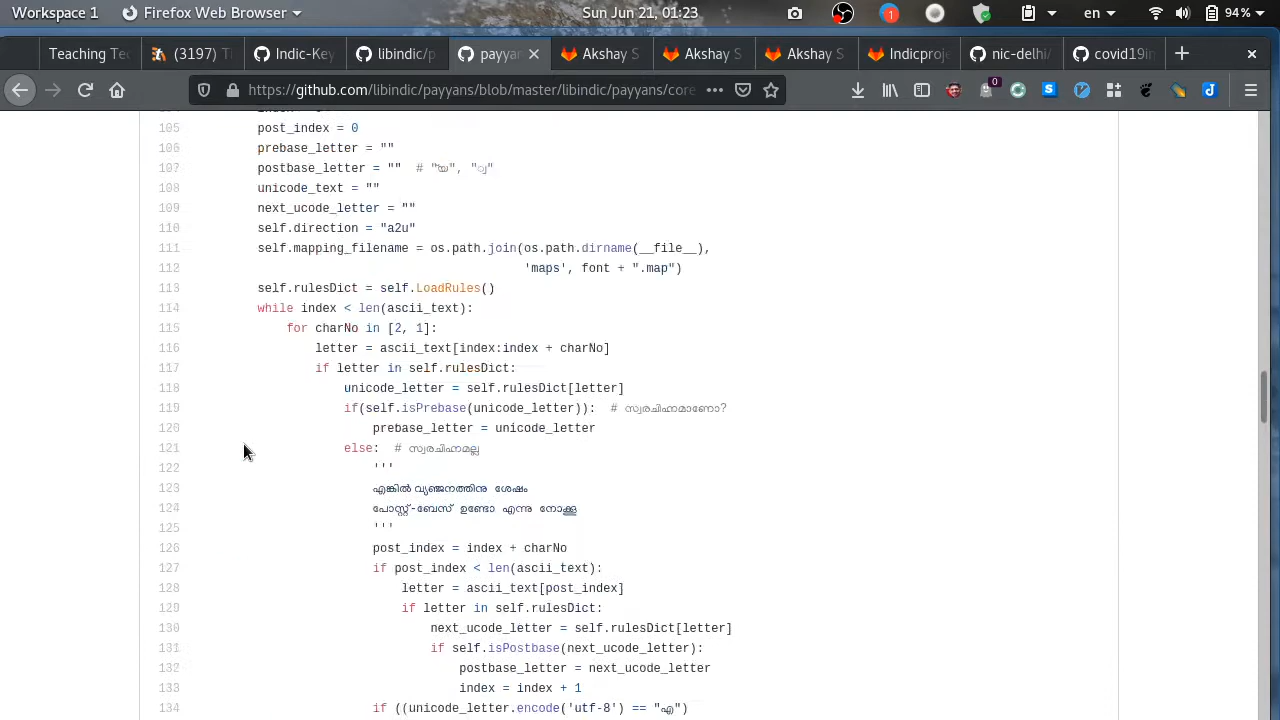 Workspace 1
Firefox Web Browser
Sun Jun 21, 01:23
1
en
94%
Teaching Te
(3197) Ti
Indic-Key
libindic/p
payyan
Akshay S
Akshay S
Akshay S
Indicproj
nic-delhi/
covid19in
https://github.com/libindic/payyans/blob/master/libindic/payyans/core
0
105 post_index = 0
106 prebase_letter = ""
107 postbase_letter = "" # "്യ", "്വ"
108 unicode_text = ""
109 next_ucode_letter = ""
110 self.direction = "a2u"
111 self.mapping_filename = os.path.join(os.path.dirname(__file__),
112 'maps', font + ".map")
113 self.rulesDict = self.LoadRules()
114 while index < len(ascii_text):
115 for charNo in [2, 1]:
116 letter = ascii_text[index:index + charNo]
117 if letter in self.rulesDict:
118 unicode_letter = self.rulesDict[letter]
119 if(self.isPrebase(unicode_letter)): # സ്വരചിഹ്നമാണോ?
120 prebase_letter = unicode_letter
121 else: # സ്വരചിഹ്നമല്ല
122 '''
123 എങ്കില്‍ വ്യഞ്ജനത്തിനു ശേഷം
124 പോസ്റ്റ്-ബേസ് ഉണ്ടോ എന്നു നോക്കൂ
125 '''
126 post_index = index + charNo
127 if post_index < len(ascii_text):
128 letter = ascii_text[post_index]
129 if letter in self.rulesDict:
130 next_ucode_letter = self.rulesDict[letter]
131 if self.isPostbase(next_ucode_letter):
132 postbase_letter = next_ucode_letter
133 index = index + 1
134 if ((unicode_letter.encode('utf-8') == "എ")